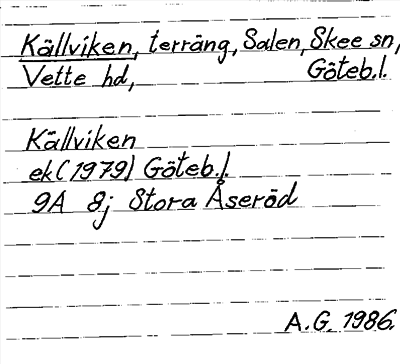 Källviken, terräng, Salen, Skee sn,
Vette hd, Göteb.l.
Källviken
ek (1979) Göteb.l.
9A 8j Stora Åseröd
A.G. 1986.